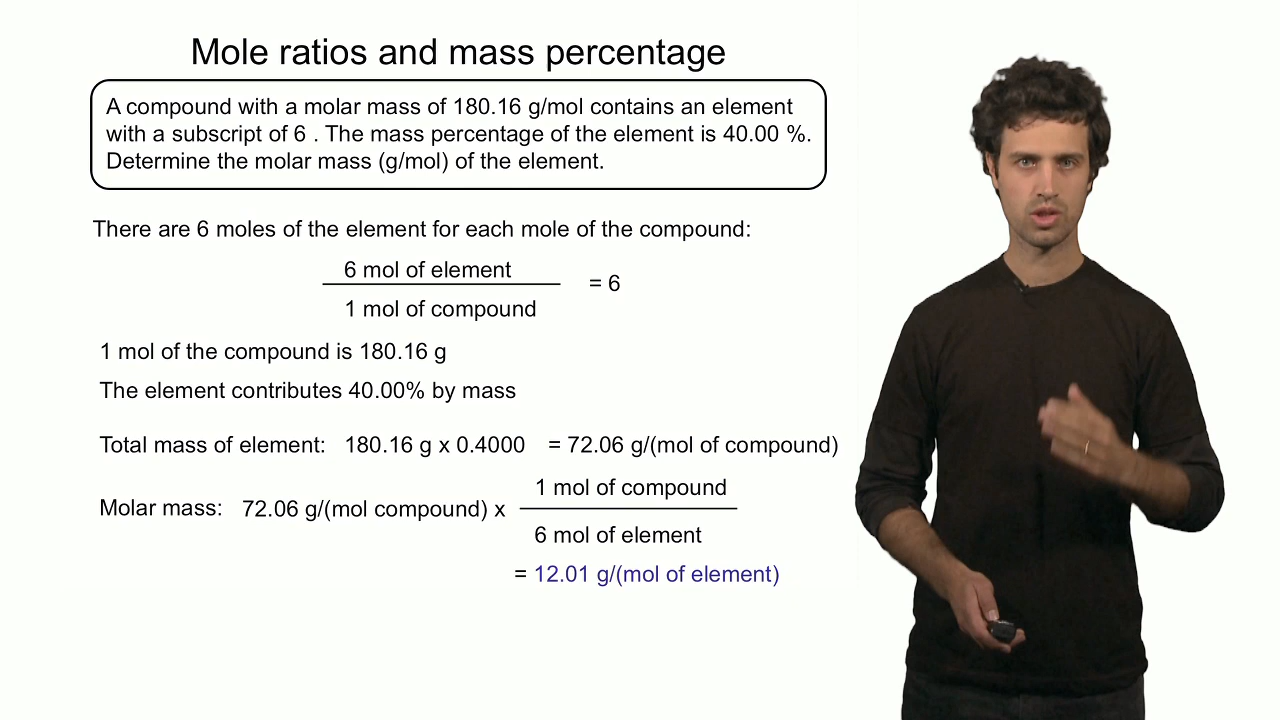 Mole ratios and mass percentage
A compound with a molar mass of 180.16 g/mol contains an element
with a subscript of 6 . The mass percentage of the element is 40.00 %.
Determine the molar mass (g/mol) of the element.
There are 6 moles of the element for each mole of the compound:
6 mol of element
1 mol of compound
= 6
1 mol of the compound is 180.16 g
The element contributes 40.00% by mass
Total mass of element: 180.16 g x 0.4000 = 72.06 g/(mol of compound)
Molar mass: 72.06 g/(mol compound) x
1 mol of compound
6 mol of element
= 12.01 g/(mol of element)